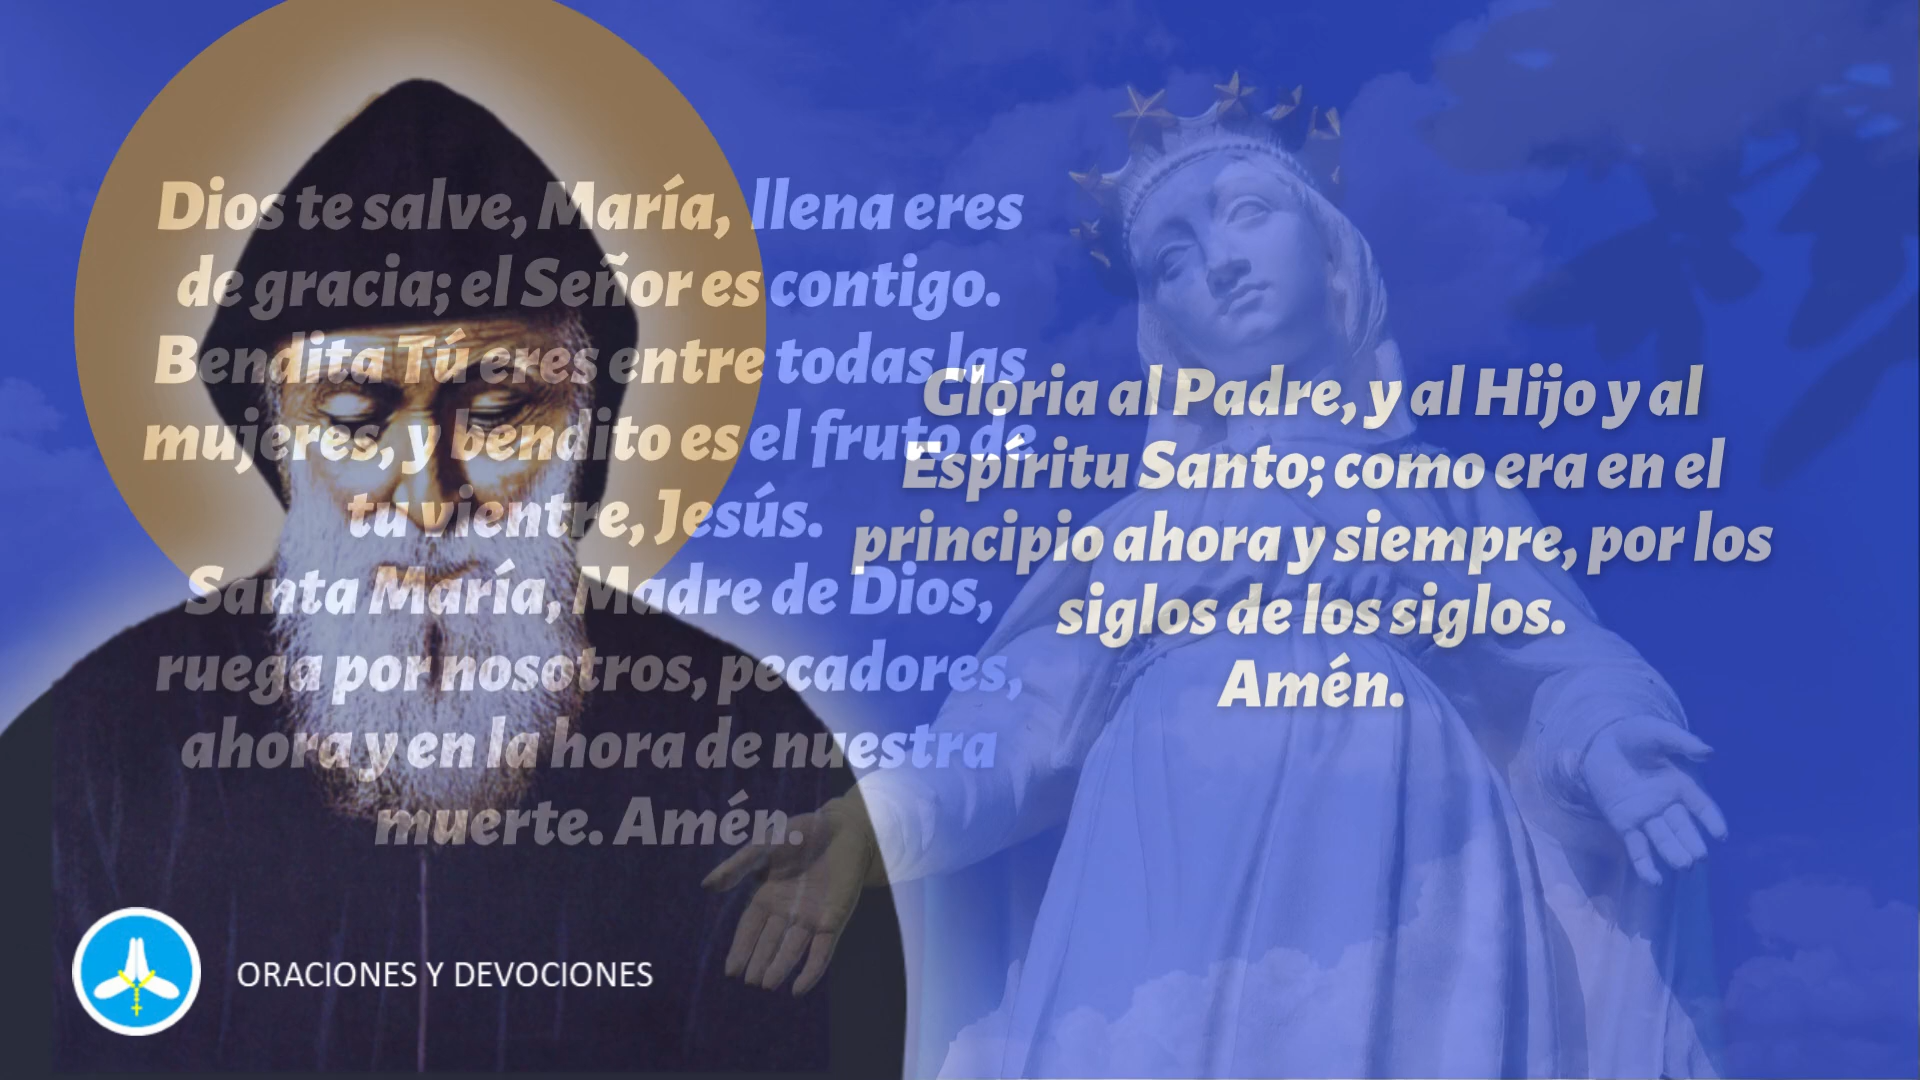 Dios te salve, María, llena eres
de gracia; el Señor es contigo.
Bendita Tú eres entre todas las
mujeres, y bendito es el fruto de
tu vientre, Jesús.
Santa María, Madre de Dios,
ruega por nosotros, pecadores,
ahora y en la hora de nuestra
muerte. Amén.
Gloria al Padre, y al Hijo y al
Espíritu Santo; como era en el
principio ahora y siempre, por los
siglos de los siglos.
Amén.
ORACIONES Y DEVOCIONES